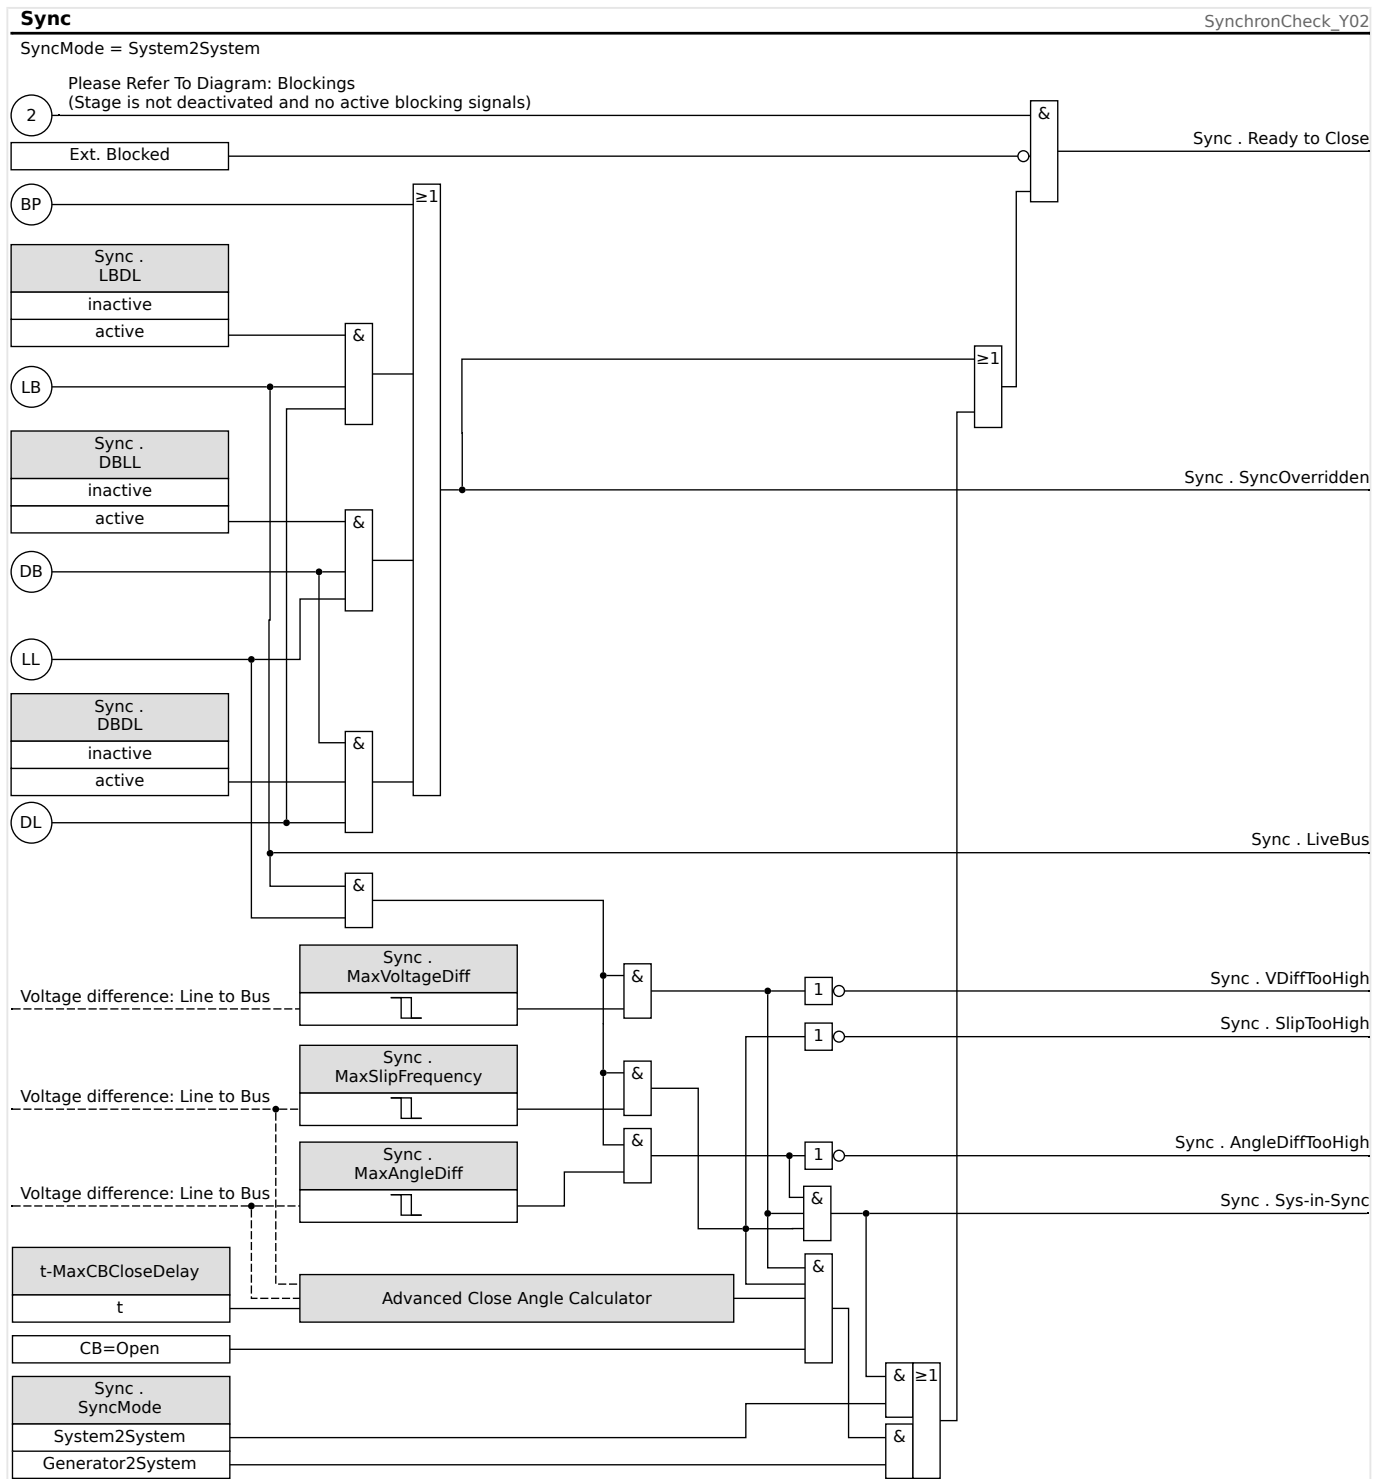 Sync
SynchronCheck_Y02
SyncMode = System2System
Please Refer To Diagram: Blockings
(Stage is not deactivated and no active blocking signals)
2
&
Sync . Ready to Close
Ext. Blocked
BP
≥1
Sync .
LBDL
inactive
active
&
≥1
LB
Sync .
DBLL
inactive
active
&
Sync . SyncOverridden
DB
LL
Sync .
DBDL
inactive
active
&
DL
Sync . LiveBus
&
Sync .
MaxVoltageDiff
Voltage difference: Line to Bus
&
1
Sync . VDiffTooHigh
1
Sync . SlipTooHigh
Sync .
MaxSlipFrequency
Voltage difference: Line to Bus
&
Sync .
MaxAngleDiff
Voltage difference: Line to Bus
&
1
Sync . AngleDiffTooHigh
&
Sync . Sys-in-Sync
t-MaxCBCloseDelay
t
Advanced Close Angle Calculator
&
CB=Open
Sync .
SyncMode
System2System
Generator2System
&
≥1
&